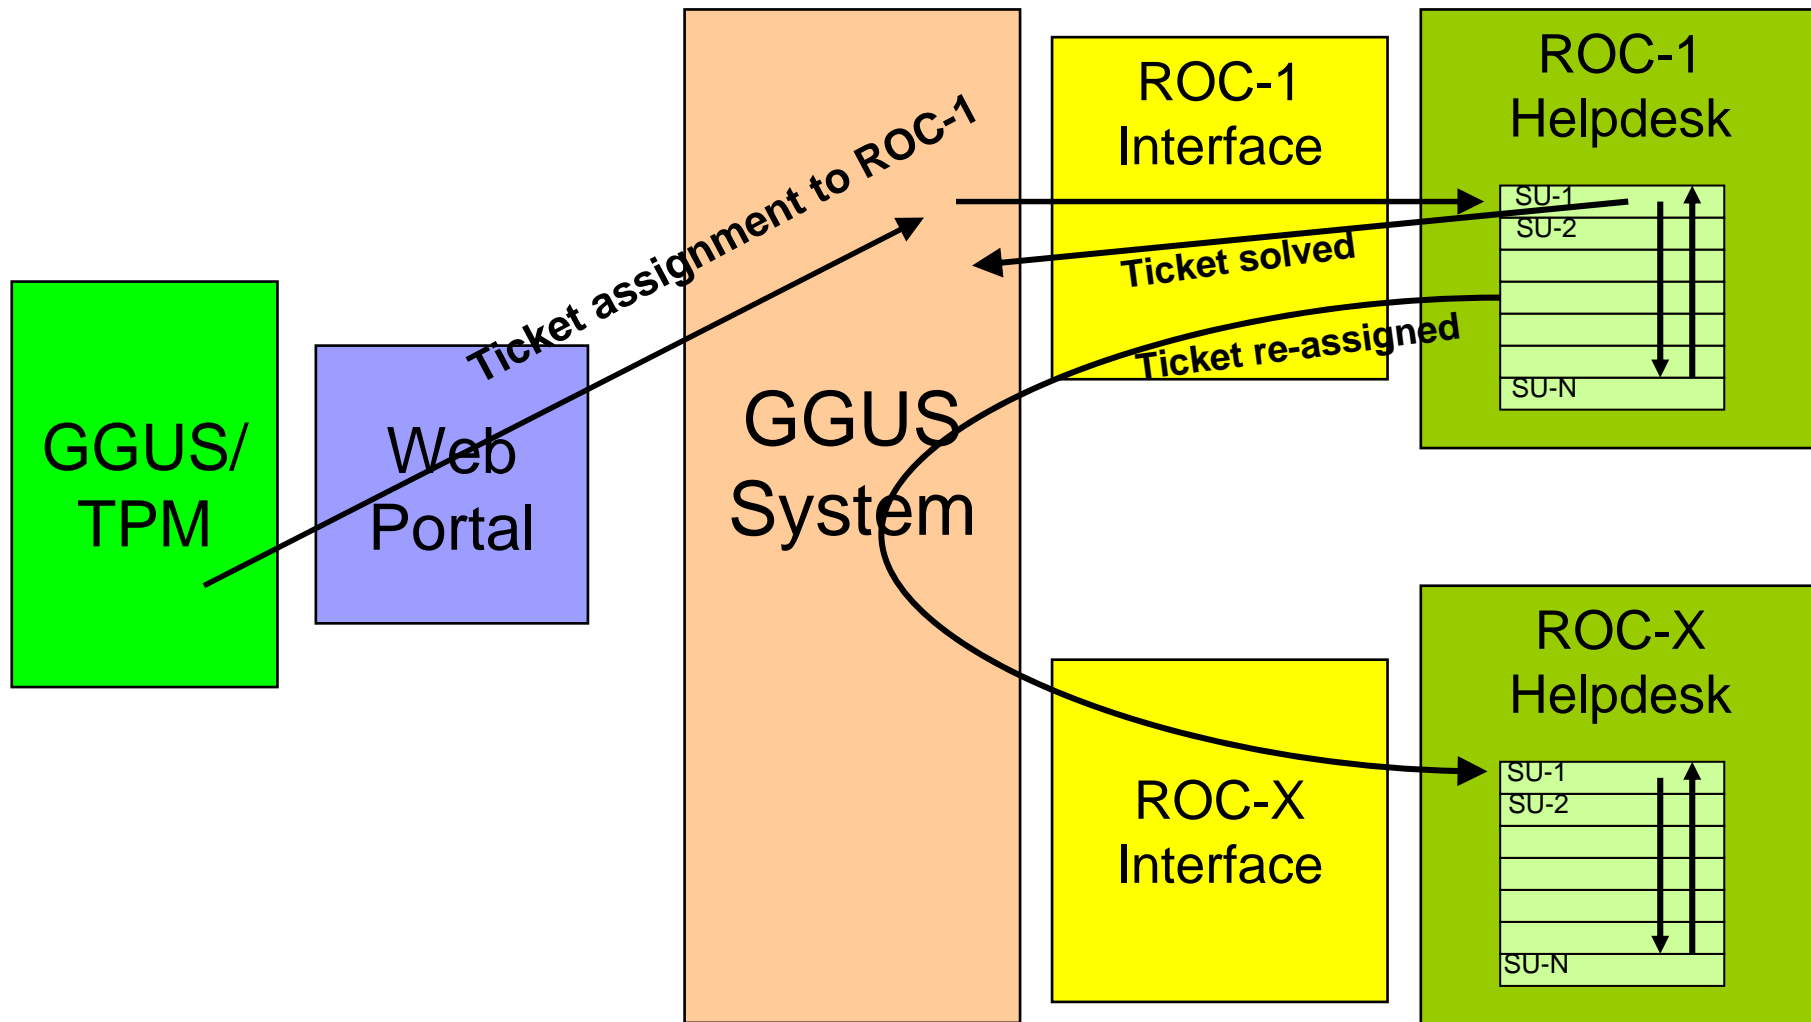 GGUS/
TPM
Web
Portal
Ticket assignment to ROC-1
GGUS
System
ROC-1
Interface
Ticket solved
Ticket re-assigned
ROC-1
Helpdesk
SU-1
SU-2
SU-N
ROC-X
Interface
ROC-X
Helpdesk
SU-1
SU-2
SU-N